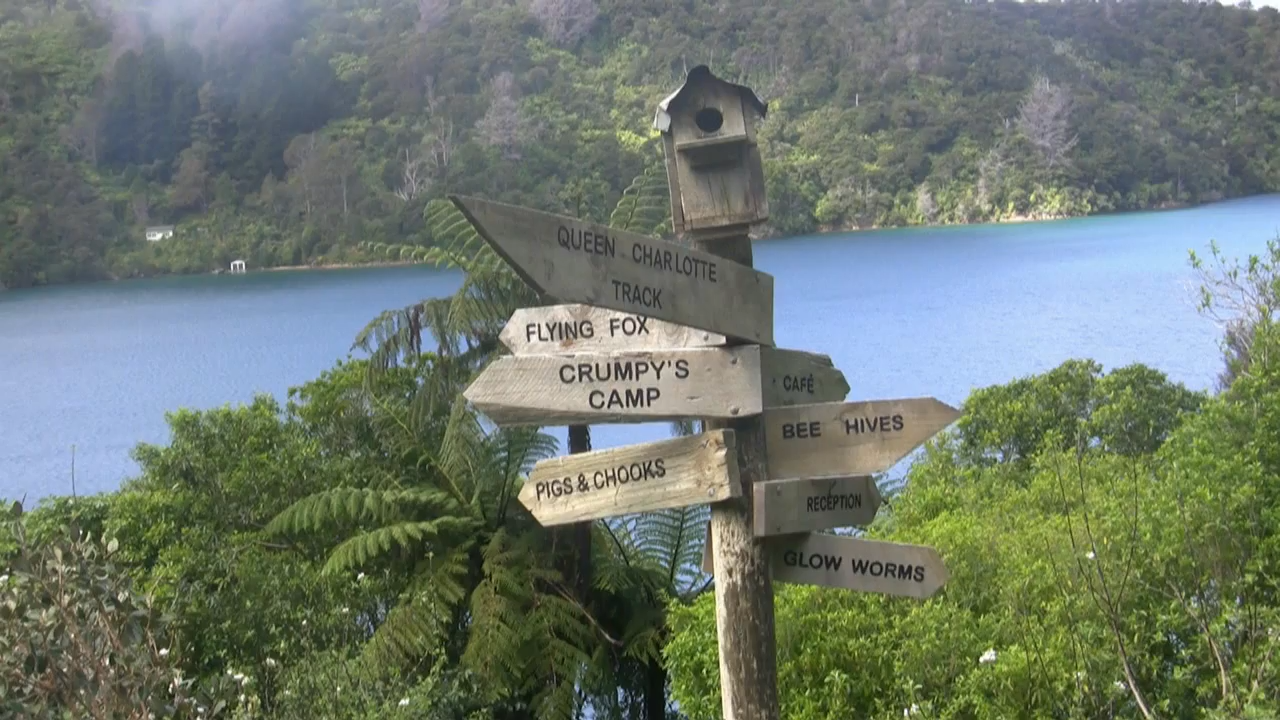 QUEEN CHARLOTTE
TRACK
FLYING FOX
CRUMPY'S
CAMP
CAFÉ
BEE HIVES
PIGS & CHOOKS
RECEPTION
GLOW WORMS